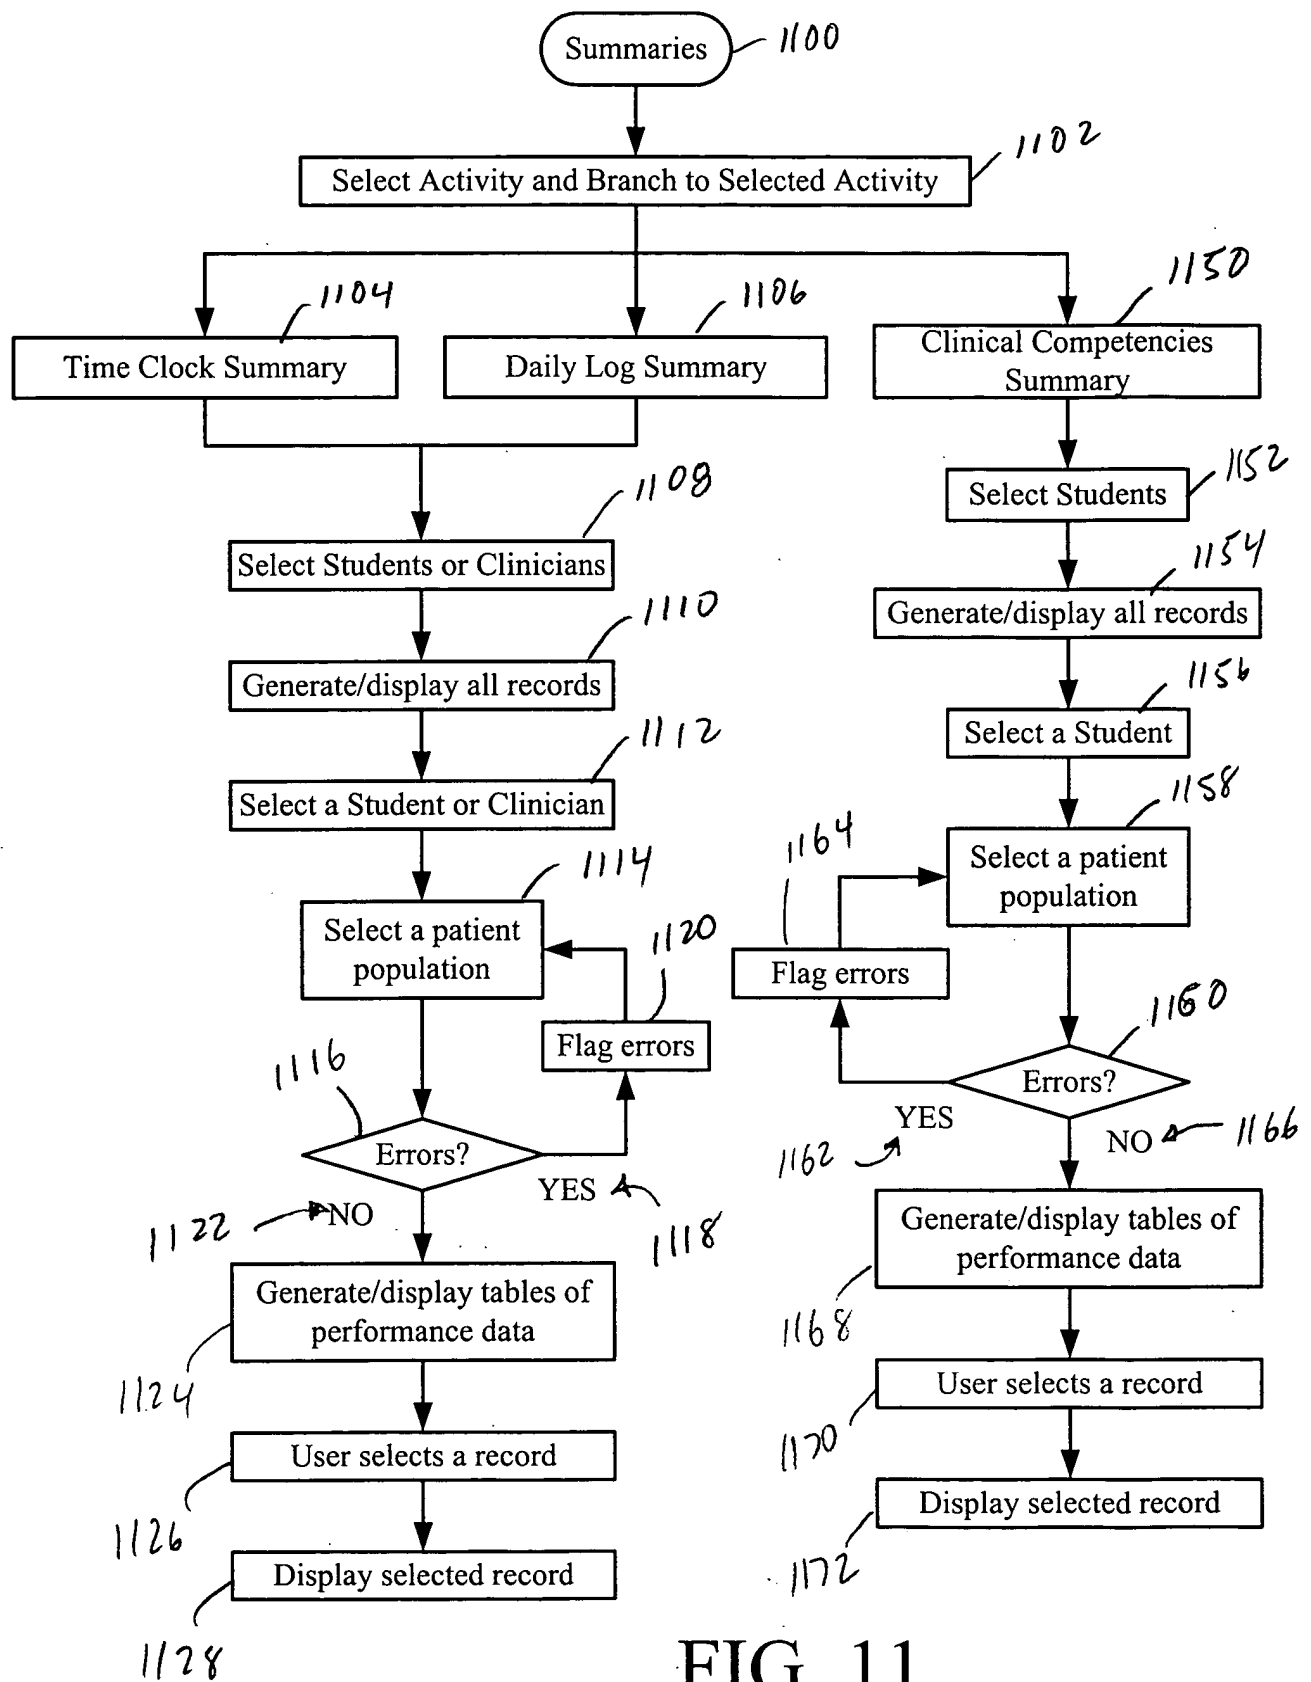 Summaries
1100
Select Activity and Branch to Selected Activity
1102
1104
Time Clock Summary
1106
Daily Log Summary
1150
Clinical Competencies
Summary
1108
Select Students or Clinicians
1110
Generate/display all records
1112
Select a Student or Clinician
1114
Select a patient
population
1120
Flag errors
1116
Errors?
YES
1118
1122
NO
Generate/display tables of
performance data
1124
User selects a record
1126
Display selected record
1128
1152
Select Students
1154
Generate/display all records
1156
Select a Student
1158
Select a patient
population
1164
Flag errors
1160
Errors?
YES
1162
NO
1166
Generate/display tables of
performance data
1168
User selects a record
1170
Display selected record
1172
FIG. 11